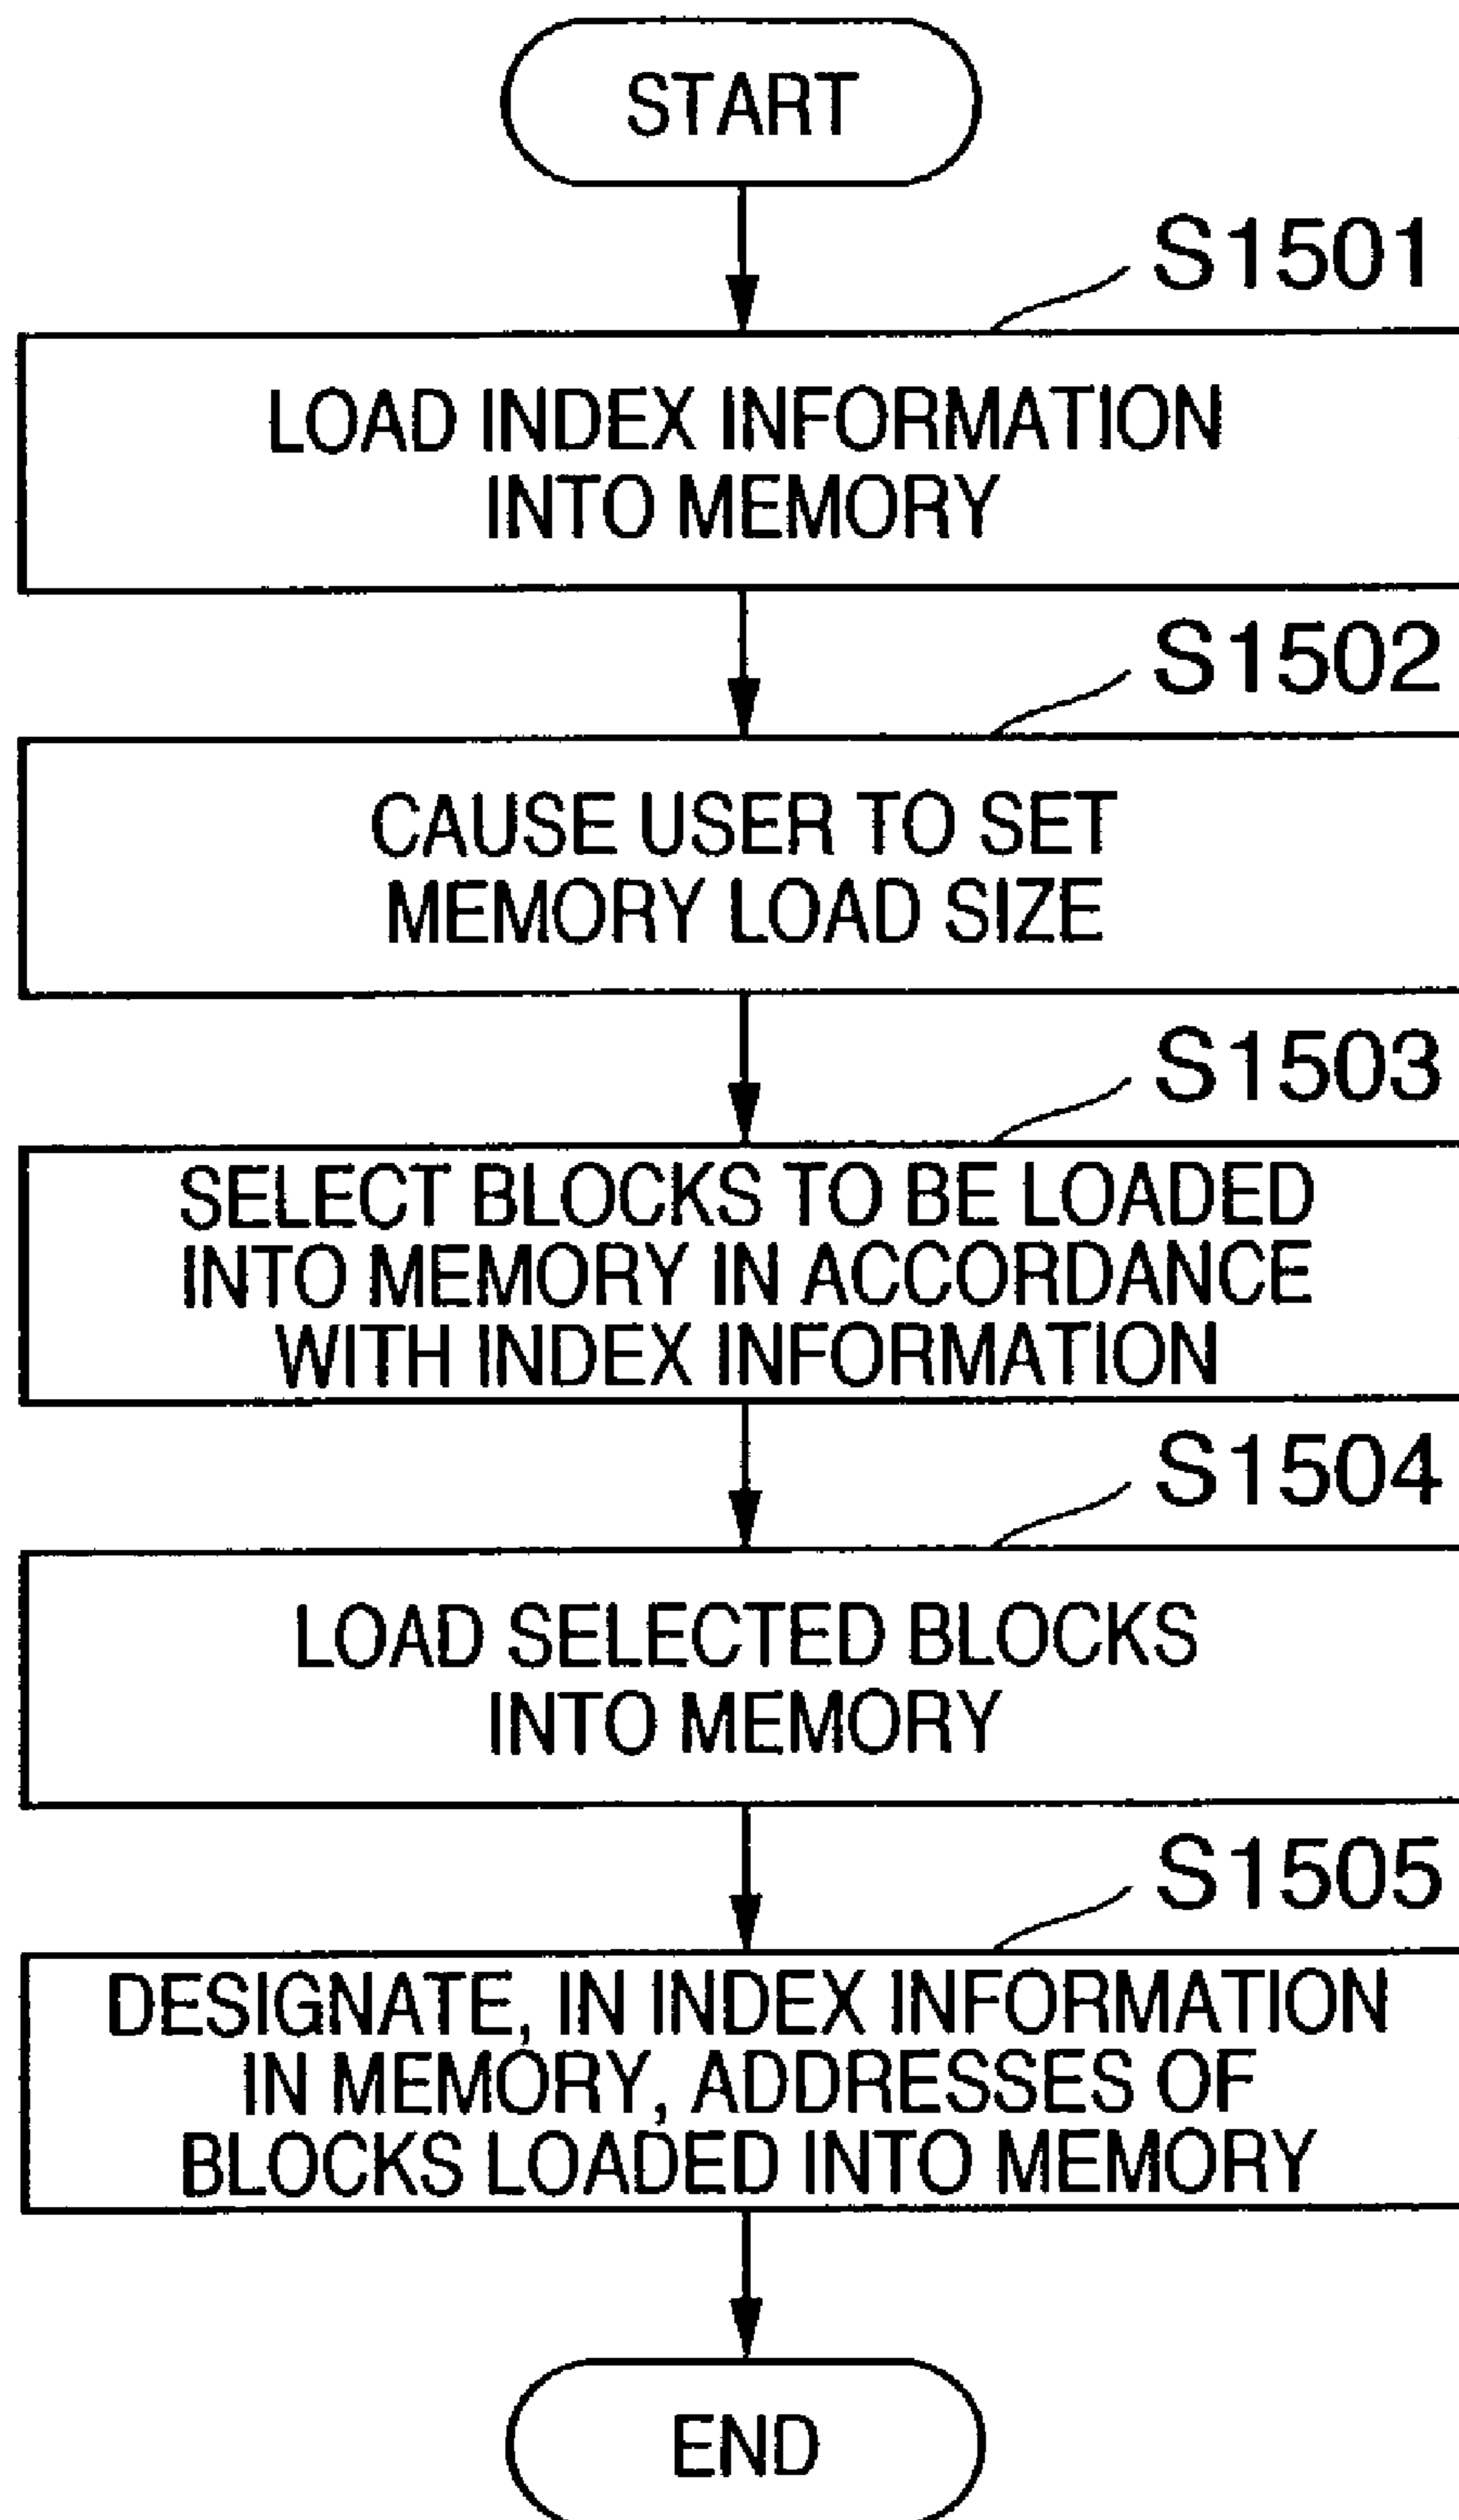 START
S1501
LOAD INDEX INFORMATION
INTO MEMORY
S1502
CAUSE USER TO SET
MEMORY LOAD SIZE
S1503
SELECT BLOCKS TO BE LOADED
INTO MEMORY IN ACCORDANCE
WITH INDEX INFORMATION
S1504
LOAD SELECTED BLOCKS
INTO MEMORY
S1505
DESIGNATE, IN INDEX INFORMATION
IN MEMORY, ADDRESSES OF
BLOCKS LOADED INTO MEMORY
END